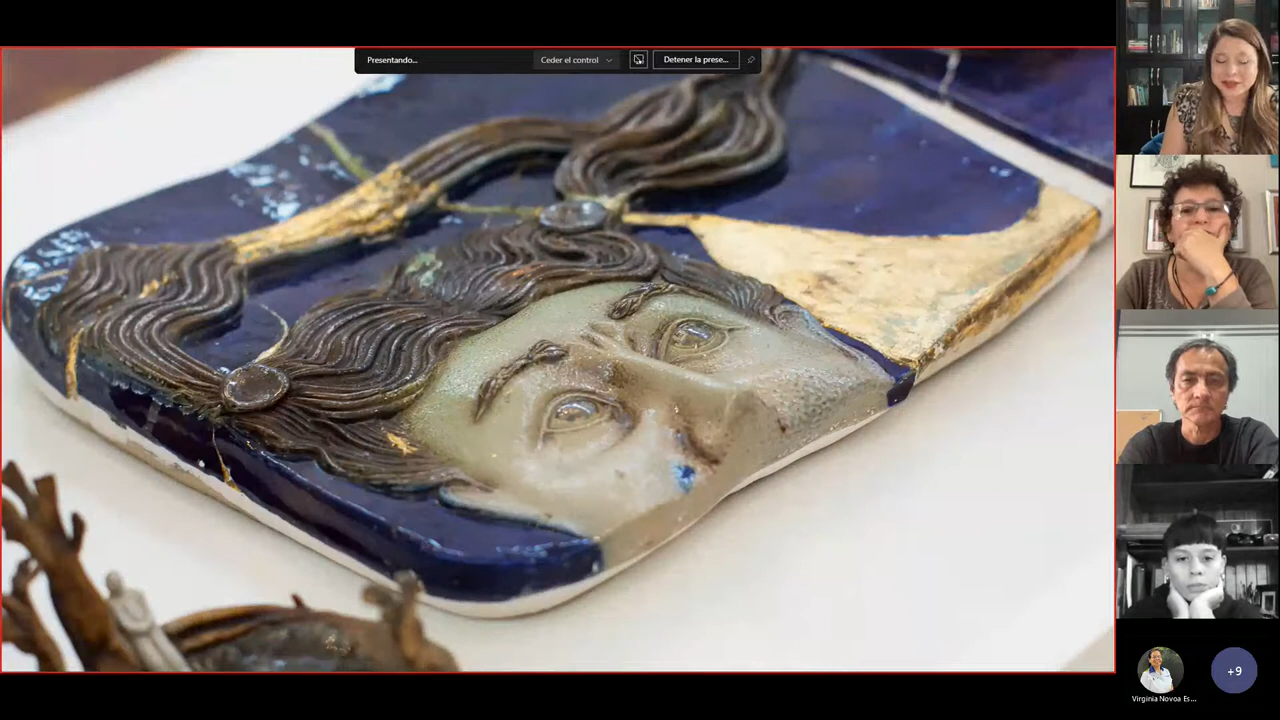 Presentando...
Ceder el control
Detener la prese...
Virginia Novoa Es...
+9